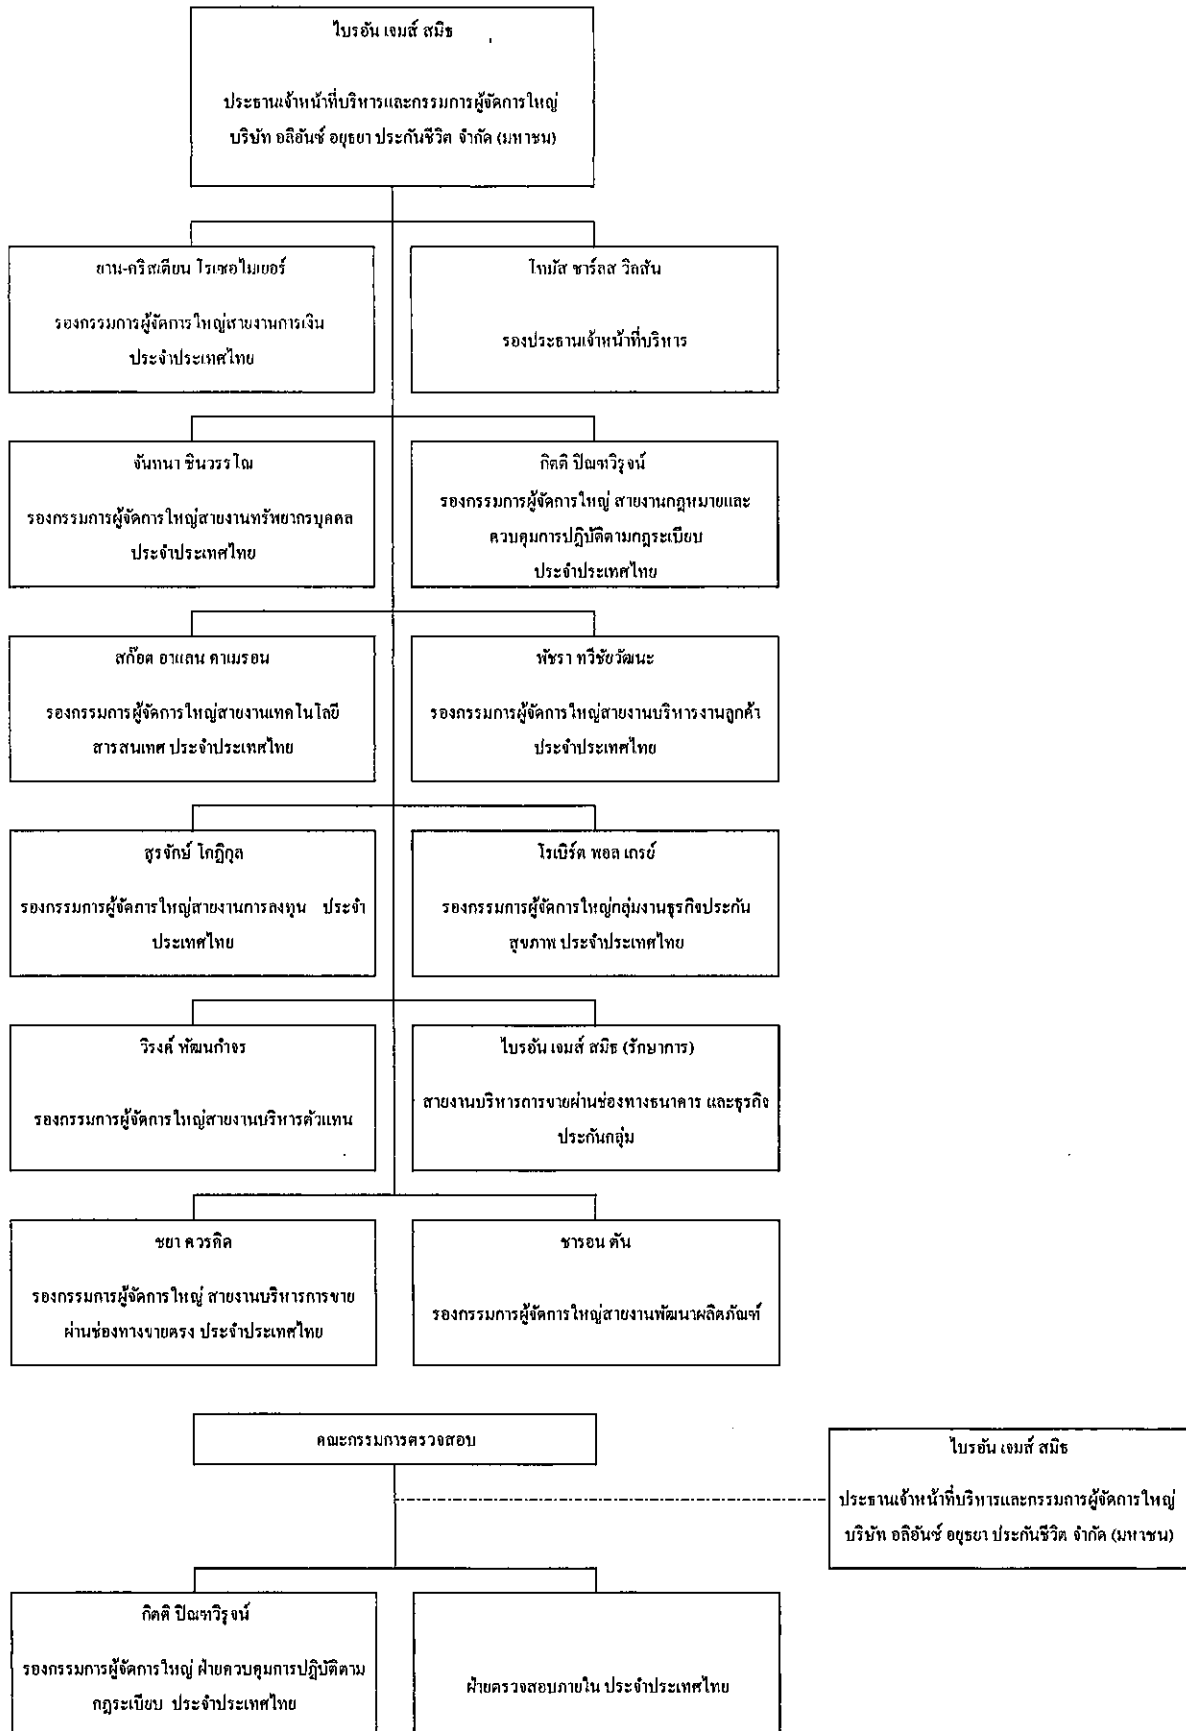 ไบรอัน เจมส์ สมิธ
ประธานเจ้าหน้าที่บริหารและกรรมการผู้จัดการใหญ่
บริษัท อลิอันซ์ อยุธยา ประกันชีวิต จำกัด (มหาชน)
ยาน-คริสเตียน โรเซอไมเยอร์
รองกรรมการผู้จัดการใหญ่สายงานการเงิน
ประจำประเทศไทย
โทมัส ชาร์ลส วิลสัน
รองประธานเจ้าหน้าที่บริหาร
จันทนา ชินวรรโณ
รองกรรมการผู้จัดการใหญ่สายงานทรัพยากรบุคคล
ประจำประเทศไทย
กิตติ ปิณฑวิรุจน์
รองกรรมการผู้จัดการใหญ่ สายงานกฎหมายและ
ควบคุมการปฏิบัติตามกฎระเบียบ
ประจำประเทศไทย
สก๊อต อาแลน คาเมรอน
รองกรรมการผู้จัดการใหญ่สายงานเทคโนโลยี
สารสนเทศ ประจำประเทศไทย
พัชรา ทวีชัยวัฒนะ
รองกรรมการผู้จัดการใหญ่สายงานบริหารงานลูกค้า
ประจำประเทศไทย
สุรจักษ์ โกฏิกุล
รองกรรมการผู้จัดการใหญ่สายงานการลงทุน ประจำ
ประเทศไทย
โรเบิร์ต พอล เกรย์
รองกรรมการผู้จัดการใหญ่กลุ่มงานธุรกิจประกัน
สุขภาพ ประจำประเทศไทย
วิรงค์ พัฒนกำจร
รองกรรมการผู้จัดการใหญ่สายงานบริหารตัวแทน
ไบรอัน เจมส์ สมิธ (รักษาการ)
สายงานบริหารการขายผ่านช่องทางธนาคาร และธุรกิจ
ประกันกลุ่ม
ชยา ควรคิด
รองกรรมการผู้จัดการใหญ่ สายงานบริหารการขาย
ผ่านช่องทางขายตรง ประจำประเทศไทย
ชารอน ตัน
รองกรรมการผู้จัดการใหญ่สายงานพัฒนาผลิตภัณฑ์
คณะกรรมการตรวจสอบ
ไบรอัน เจมส์ สมิธ
ประธานเจ้าหน้าที่บริหารและกรรมการผู้จัดการใหญ่
บริษัท อลิอันซ์ อยุธยา ประกันชีวิต จำกัด (มหาชน)
กิตติ ปิณฑวิรุจน์
รองกรรมการผู้จัดการใหญ่ ฝ่ายควบคุมการปฏิบัติตาม
กฎระเบียบ ประจำประเทศไทย
ฝ่ายตรวจสอบภายใน ประจำประเทศไทย